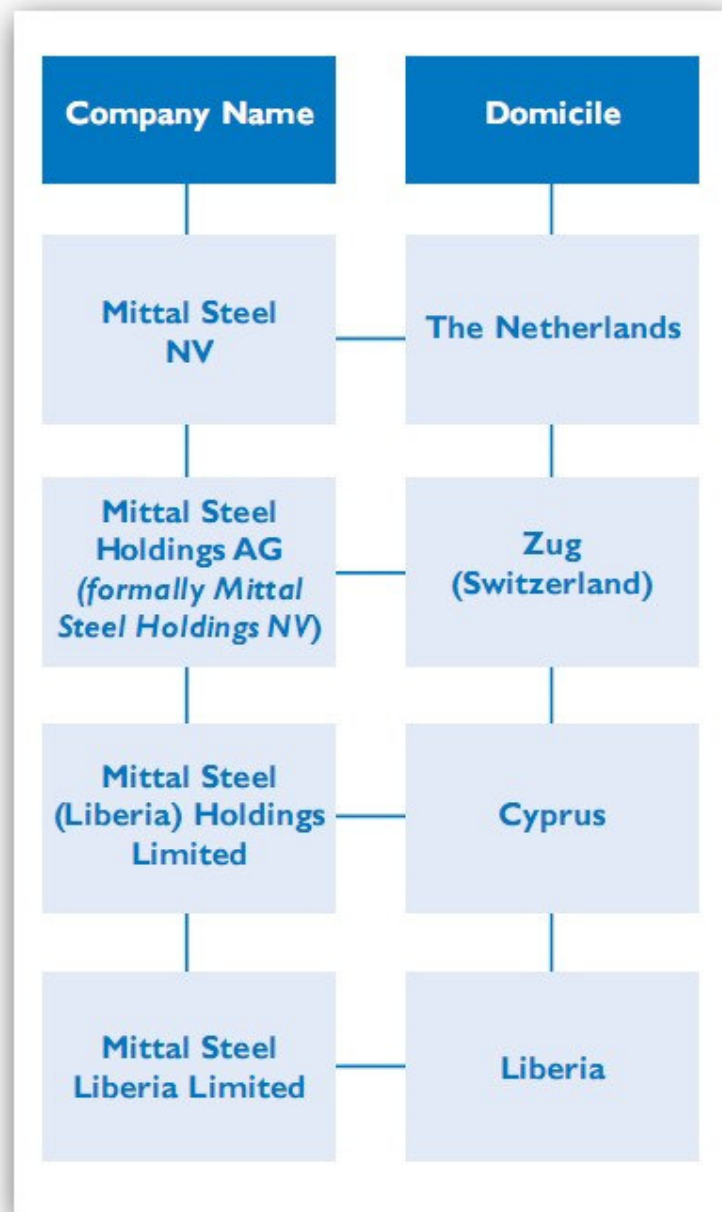 Company Name
Domicile
Mittal Steel
NV
The Netherlands
Mittal Steel
Holdings AG
(formally Mittal
Steel Holdings NV)
Zug
(Switzerland)
Mittal Steel
(Liberia) Holdings
Limited
Cyprus
Mittal Steel
Liberia Limited
Liberia